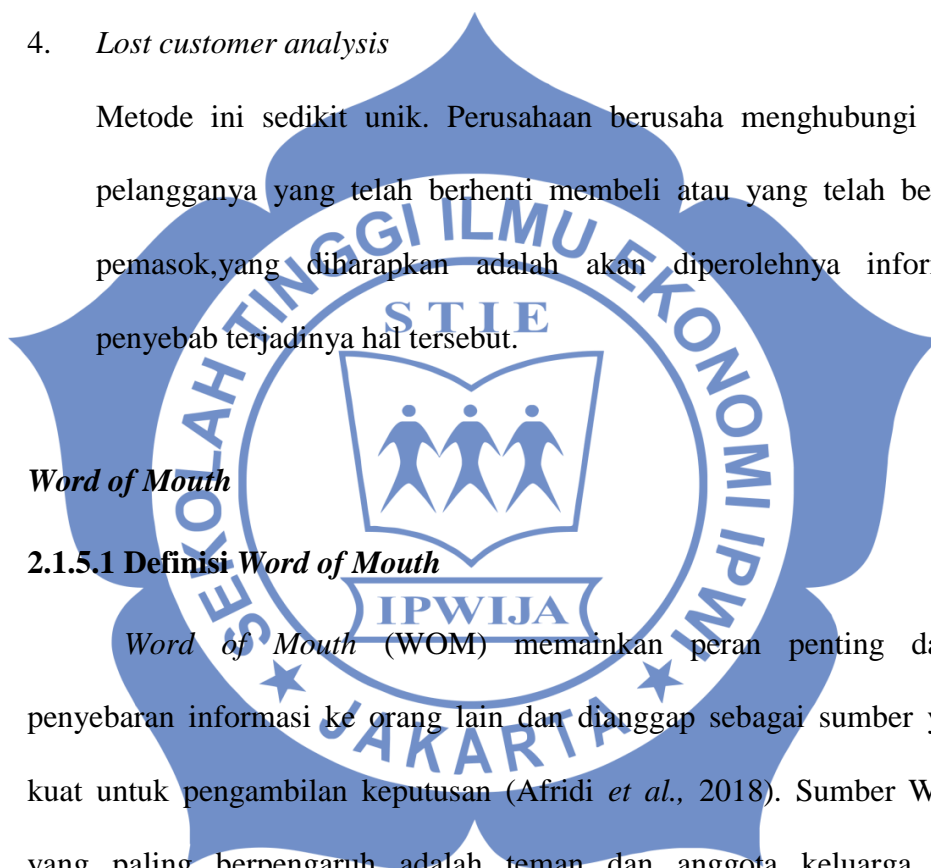 4. Lost customer analysis
Metode ini sedikit unik. Perusahaan berusaha menghubungi
pelangganya yang telah berhenti membeli atau yang telah be
pemasok,yang diharapkan adalah akan diperolehnya infor
penyebab terjadinya hal tersebut.
Word of Mouth
2.1.5.1 Definisi Word of Mouth
Word of Mouth (WOM) memainkan peran penting da
penyebaran informasi ke orang lain dan dianggap sebagai sumber y
kuat untuk pengambilan keputusan (Afridi et al., 2018). Sumber W
yang paling berpengaruh adalah teman dan anggota keluarga
SEKOLAH TINGGI ILMU EKONOMI IPWI
STIE
IPWIJA
★ JAKARTA ★